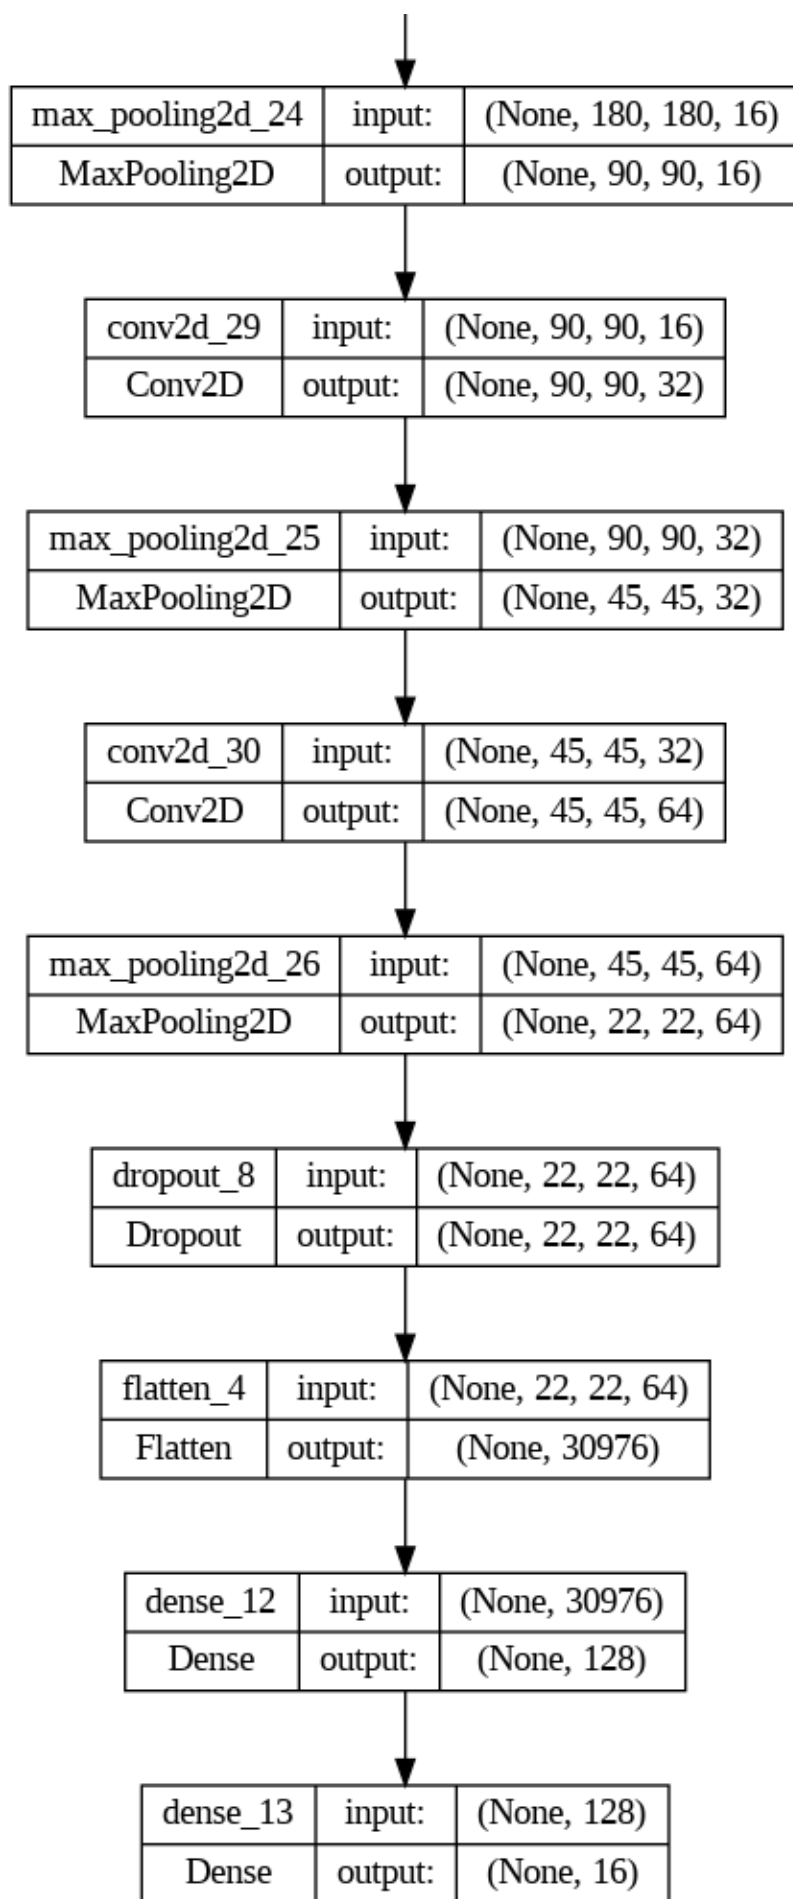 max_pooling2d_24 input: (None, 180, 180, 16)
MaxPooling2D output: (None, 90, 90, 16)
conv2d_29 input: (None, 90, 90, 16)
Conv2D output: (None, 90, 90, 32)
max_pooling2d_25 input: (None, 90, 90, 32)
MaxPooling2D output: (None, 45, 45, 32)
conv2d_30 input: (None, 45, 45, 32)
Conv2D output: (None, 45, 45, 64)
max_pooling2d_26 input: (None, 45, 45, 64)
MaxPooling2D output: (None, 22, 22, 64)
dropout_8 input: (None, 22, 22, 64)
Dropout output: (None, 22, 22, 64)
flatten_4 input: (None, 22, 22, 64)
Flatten output: (None, 30976)
dense_12 input: (None, 30976)
Dense output: (None, 128)
dense_13 input: (None, 128)
Dense output: (None, 16)